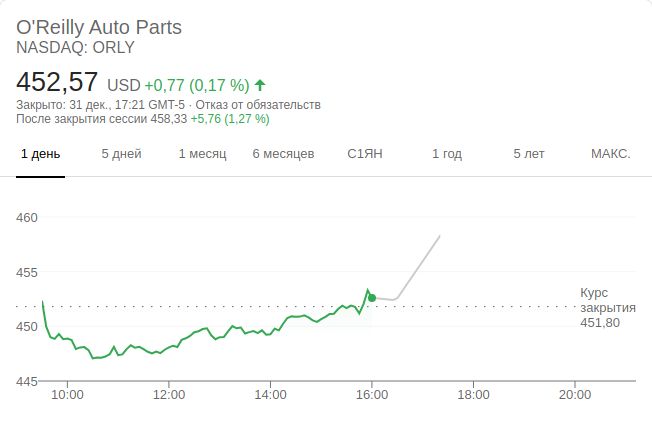 O'Reilly Auto Parts
NASDAQ: ORLY
452,57 USD +0,77 (0,17 %)
Закрыто: 31 дек., 17:21 GMT-5 · Отказ от обязательств
После закрытия сессии 458,33 +5,76 (1,27 %)
1 день 5 дней 1 месяц 6 месяцев С1ЯН 1 год 5 лет МАКС.
460
455
Курс
закрытия
451,80
450
445
10:00 12:00 14:00 16:00 18:00 20:00